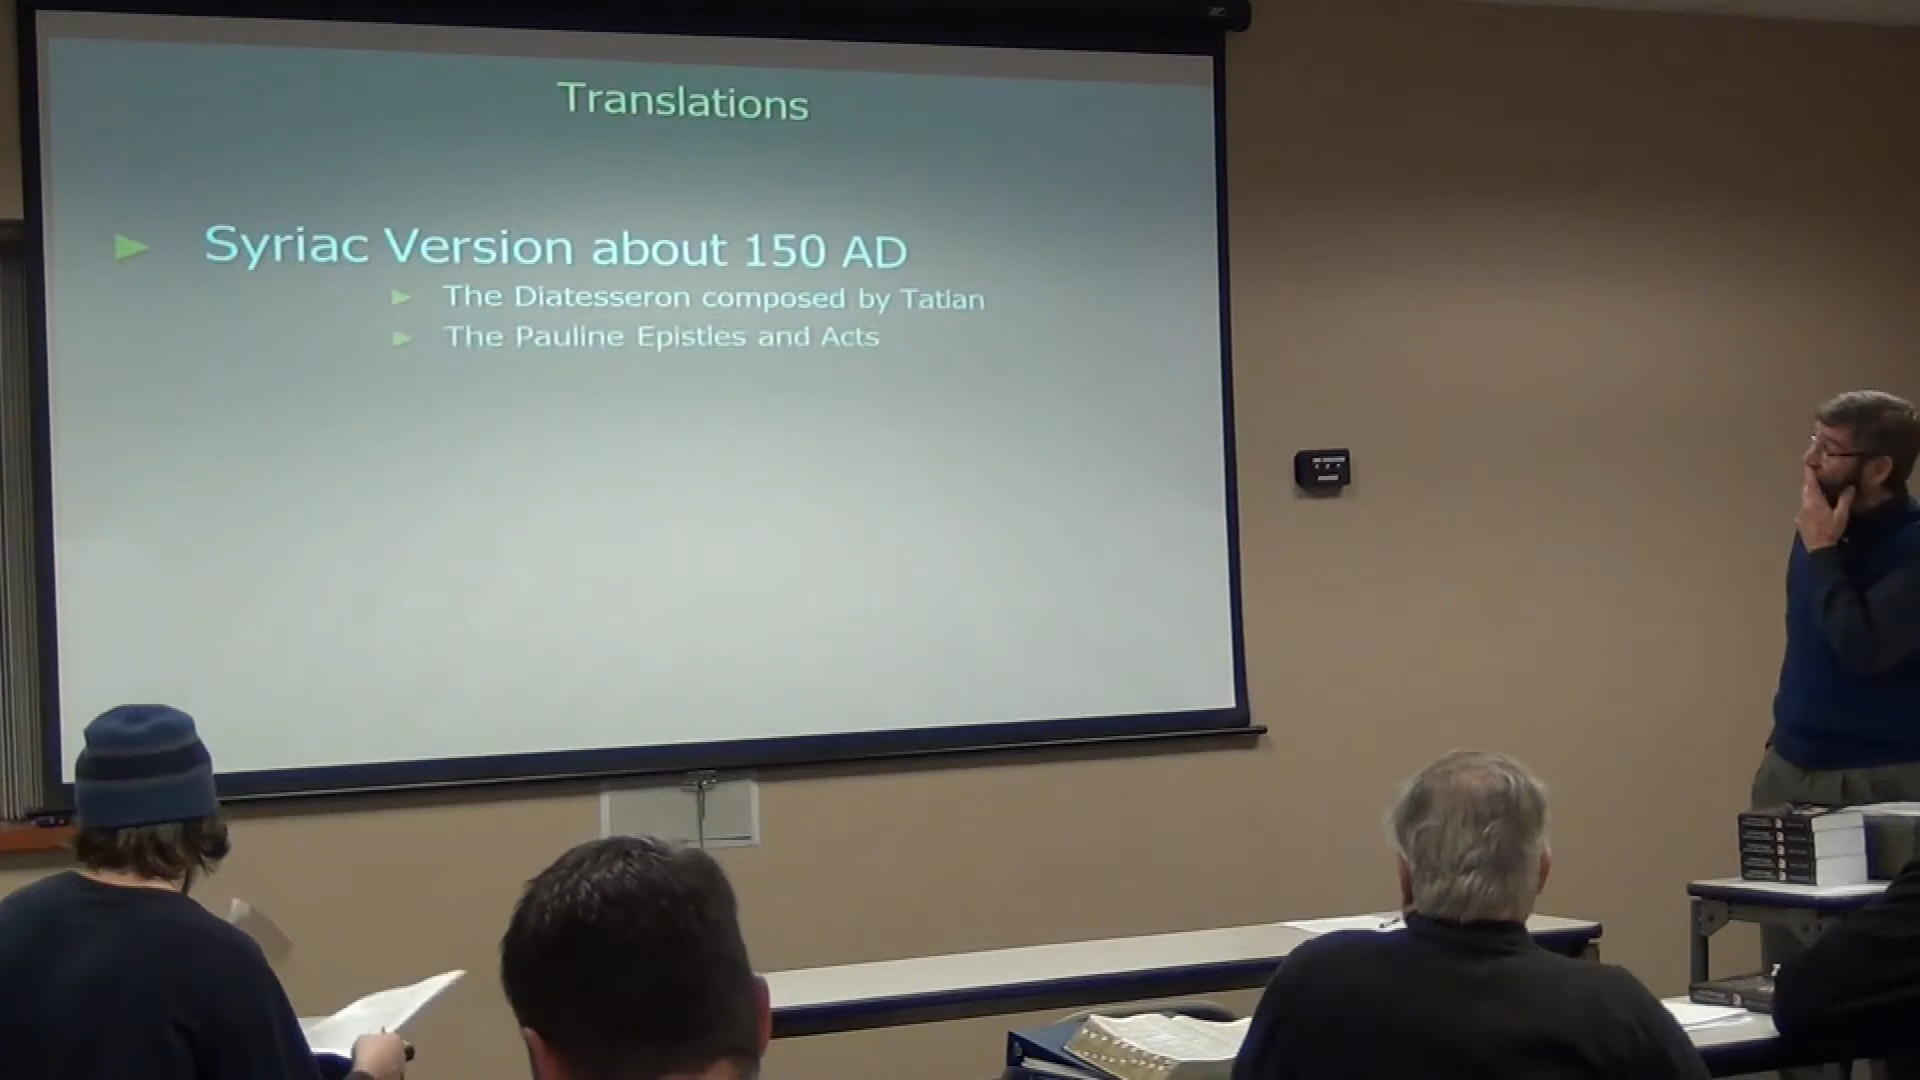 Translations
Syriac Version about 150 AD
The Diatesseron composed by Tatian
The Pauline Epistles and Acts